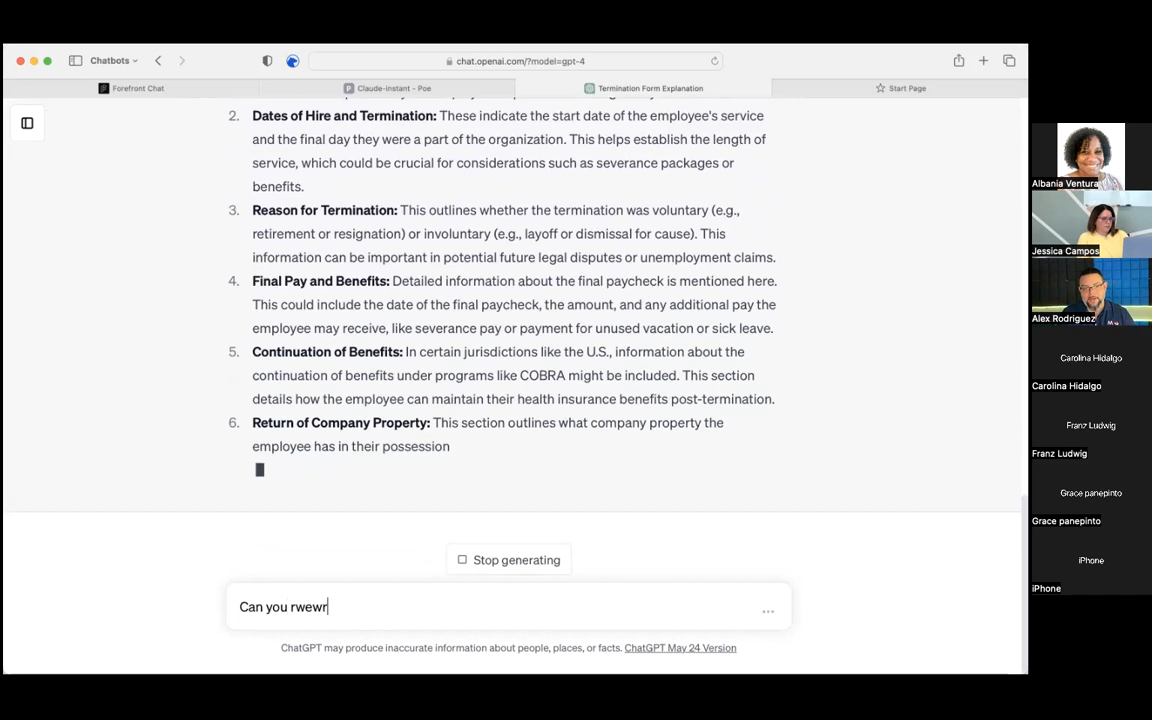 Chatbots
chat.openai.com/?model=gpt-4
Forefront Chat
Claude-instant - Poe
Termination Form Explanation
Start Page
2. Dates of Hire and Termination: These indicate the start date of the employee's service
and the final day they were a part of the organization. This helps establish the length of
service, which could be crucial for considerations such as severance packages or
benefits.
3. Reason for Termination: This outlines whether the termination was voluntary (e.g.,
retirement or resignation) or involuntary (e.g., layoff or dismissal for cause). This
information can be important in potential future legal disputes or unemployment claims.
4. Final Pay and Benefits: Detailed information about the final paycheck is mentioned here.
This could include the date of the final paycheck, the amount, and any additional pay the
employee may receive, like severance pay or payment for unused vacation or sick leave.
5. Continuation of Benefits: In certain jurisdictions like the U.S., information about the
continuation of benefits under programs like COBRA might be included. This section
details how the employee can maintain their health insurance benefits post-termination.
6. Return of Company Property: This section outlines what company property the
employee has in their possession
Stop generating
Can you rwewr
...
ChatGPT may produce inaccurate information about people, places, or facts. ChatGPT May 24 Version
Albania Ventura
Jessica Campos
Alex Rodriguez
Carolina Hidalgo
Carolina Hidalgo
Franz Ludwig
Franz Ludwig
Grace panepinto
Grace panepinto
iPhone
iPhone